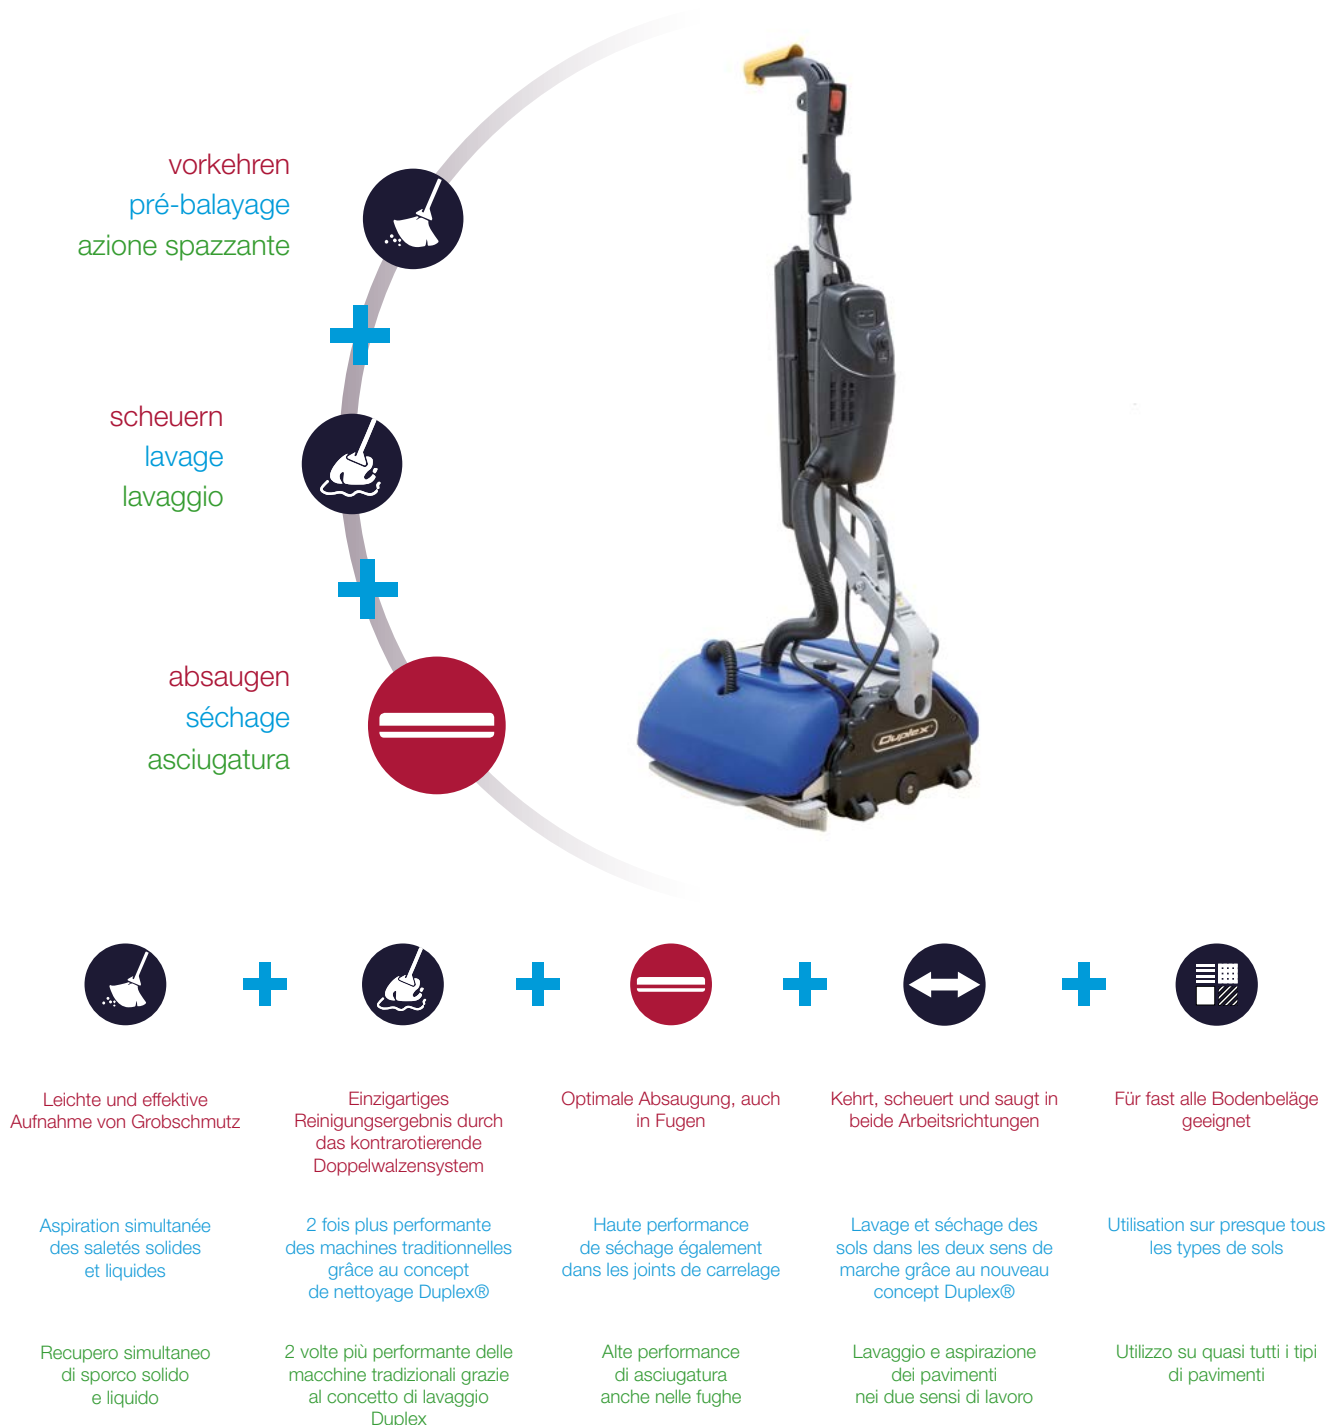 vorkehren
pré-balayage
azione spazzante
scheuern
lavage
lavaggio
absaugen
séchage
asciugatura
Duplex
Leichte und effektive
Aufnahme von Grobschmutz
Einzigartiges
Reinigungsergebnis durch
das kontrarotierende
Doppelwalzensystem
Optimale Absaugung, auch
in Fugen
Kehrt, scheuert und saugt in
beide Arbeitsrichtungen
Für fast alle Bodenbeläge
geeignet
Aspiration simultanée
des saletés solides
et liquides
2 fois plus performante
des machines traditionnelles
grâce au concept
de nettoyage Duplex®
Haute performance
de séchage également
dans les joints de carrelage
Lavage et séchage des
sols dans les deux sens de
marche grâce au nouveau
concept Duplex®
Utilisation sur presque tous
les types de sols
Recupero simultaneo
di sporco solido
e liquido
2 volte più performante delle
macchine tradizionali grazie
al concetto di lavaggio
Duplex
Alte performance
di asciugatura
anche nelle fughe
Lavaggio e aspirazione
dei pavimenti
nei due sensi di lavoro
Utilizzo su quasi tutti i tipi
di pavimenti